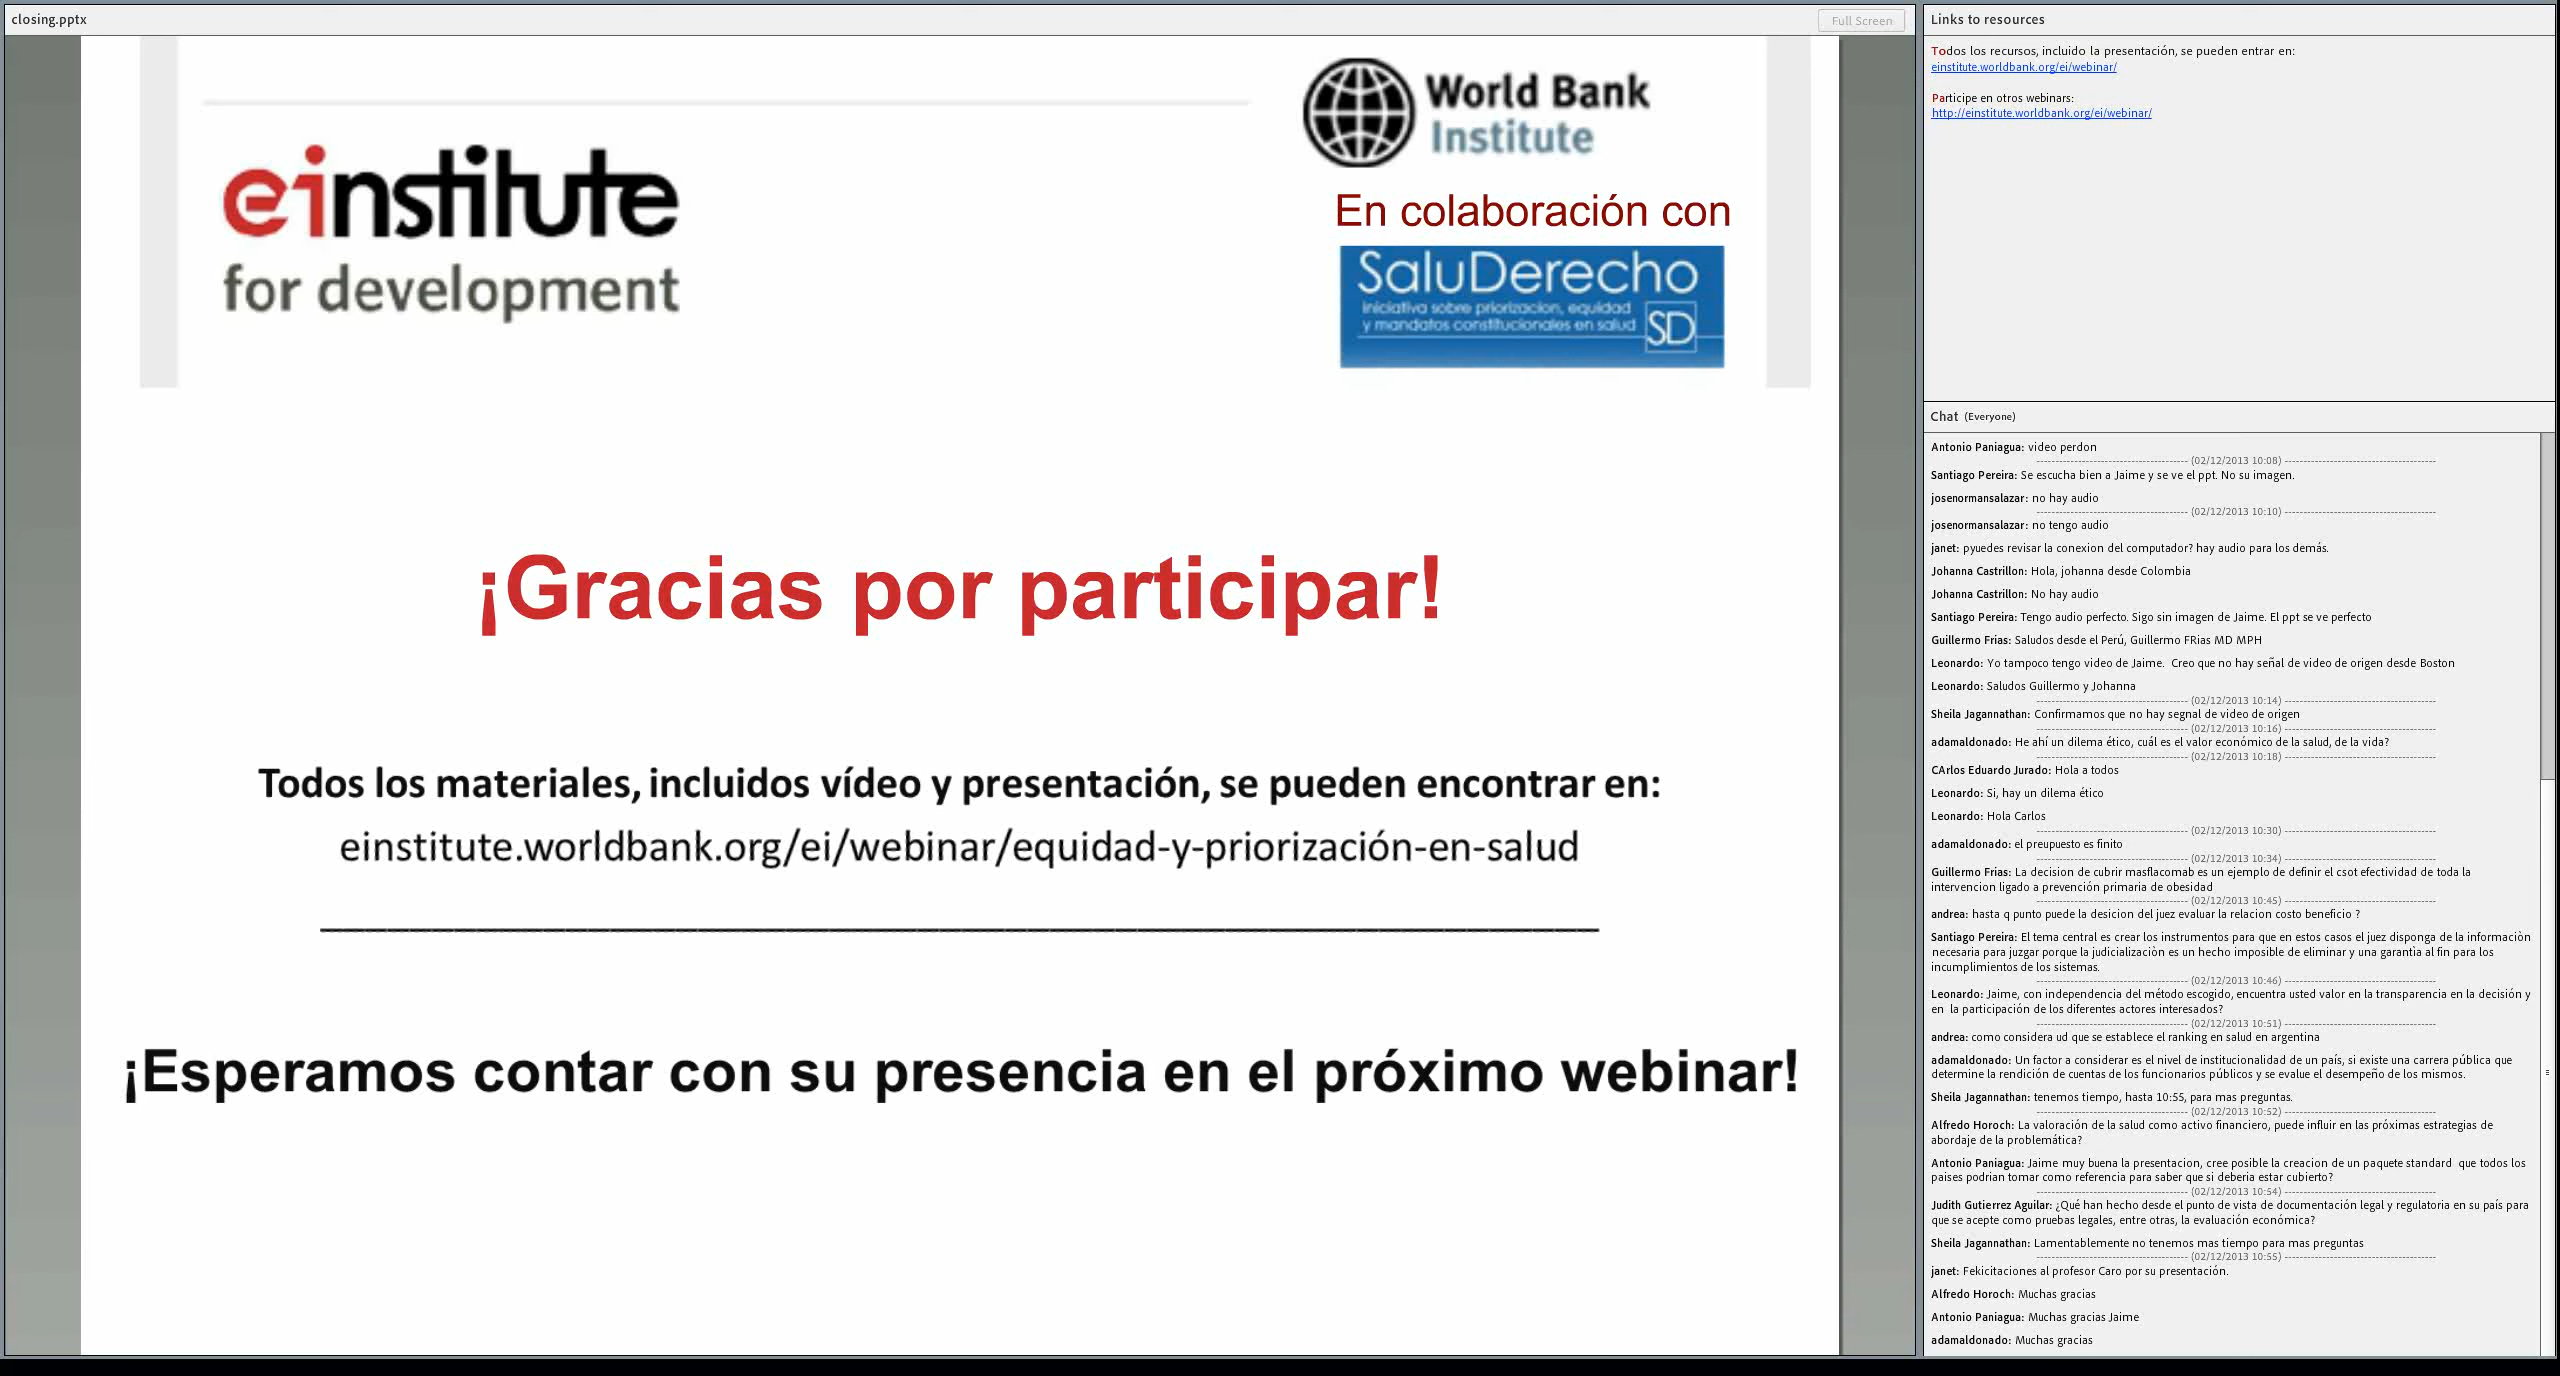 closing.pptx
Full Screen
World Bank
Institute
einstitute
for development
En colaboración con
SaluDerecho
Iniciativa sobre priorizacion, equidad
y mandatos constitucionales en salud
SD
¡Gracias por participar!
Todos los materiales, incluidos vídeo y presentación, se pueden encontrar en:
einstitute.worldbank.org/ei/webinar/equidad-y-priorización-en-salud
¡Esperamos contar con su presencia en el próximo webinar!
Links to resources
Todos los recursos, incluido la presentación, se pueden entrar en:
einstitute.worldbank.org/ei/webinar/
Participe en otros webinars:
http://einstitute.worldbank.org/ei/webinar/
Chat (Everyone)
Antonio Paniagua: video perdon
(02/12/2013 10:08)
Santiago Pereira: Se escucha bien a Jaime y se ve el ppt. No su imagen.
josenormansalazar: no hay audio
(02/12/2013 10:10)
josenormansalazar: no tengo audio
janet: pyuedes revisar la conexion del computador? hay audio para los demás.
Johanna Castrillon: Hola, johanna desde Colombia
Johanna Castrillon: No hay audio
Santiago Pereira: Tengo audio perfecto. Sigo sin imagen de Jaime. El ppt se ve perfecto
Guillermo Frias: Saludos desde el Perú, Guillermo FRias MD MPH
Leonardo: Yo tampoco tengo video de Jaime. Creo que no hay señal de video de origen desde Boston
Leonardo: Saludos Guillermo y Johanna
(02/12/2013 10:14)
Sheila Jagannathan: Confirmamos que no hay segnal de video de origen
(02/12/2013 10:16)
adamaldonado: He ahí un dilema ético, cuál es el valor económico de la salud, de la vida?
(02/12/2013 10:18)
CArlos Eduardo Jurado: Hola a todos
Leonardo: Si, hay un dilema ético
Leonardo: Hola Carlos
(02/12/2013 10:30)
adamaldonado: el preupuesto es finito
(02/12/2013 10:34)
Guillermo Frias: La decision de cubrir masflacomab es un ejemplo de definir el csot efectividad de toda la
intervencion ligado a prevención primaria de obesidad
(02/12/2013 10:45)
andrea: hasta q punto puede la desicion del juez evaluar la relacion costo beneficio ?
Santiago Pereira: El tema central es crear los instrumentos para que en estos casos el juez disponga de la informaciòn
necesaria para juzgar porque la judicializaciòn es un hecho imposible de eliminar y una garantìa al fin para los
incumplimientos de los sistemas.
(02/12/2013 10:46)
Leonardo: Jaime, con independencia del método escogido, encuentra usted valor en la transparencia en la decisión y
en la participación de los diferentes actores interesados?
(02/12/2013 10:51)
andrea: como considera ud que se establece el ranking en salud en argentina
adamaldonado: Un factor a considerar es el nivel de institucionalidad de un país, si existe una carrera pública que
determine la rendición de cuentas de los funcionarios públicos y se evalue el desempeño de los mismos.
Sheila Jagannathan: tenemos tiempo, hasta 10:55, para mas preguntas.
(02/12/2013 10:52)
Alfredo Horoch: La valoración de la salud como activo financiero, puede influir en las próximas estrategias de
abordaje de la problemática?
Antonio Paniagua: Jaime muy buena la presentacion, cree posible la creacion de un paquete standard que todos los
paises podrian tomar como referencia para saber que si deberia estar cubierto?
(02/12/2013 10:54)
Judith Gutierrez Aguilar: ¿Qué han hecho desde el punto de vista de documentación legal y regulatoria en su país para
que se acepte como pruebas legales, entre otras, la evaluación económica?
Sheila Jagannathan: Lamentablemente no tenemos mas tiempo para mas preguntas
(02/12/2013 10:55)
janet: Fekicitaciones al profesor Caro por su presentación.
Alfredo Horoch: Muchas gracias
Antonio Paniagua: Muchas gracias Jaime
adamaldonado: Muchas gracias